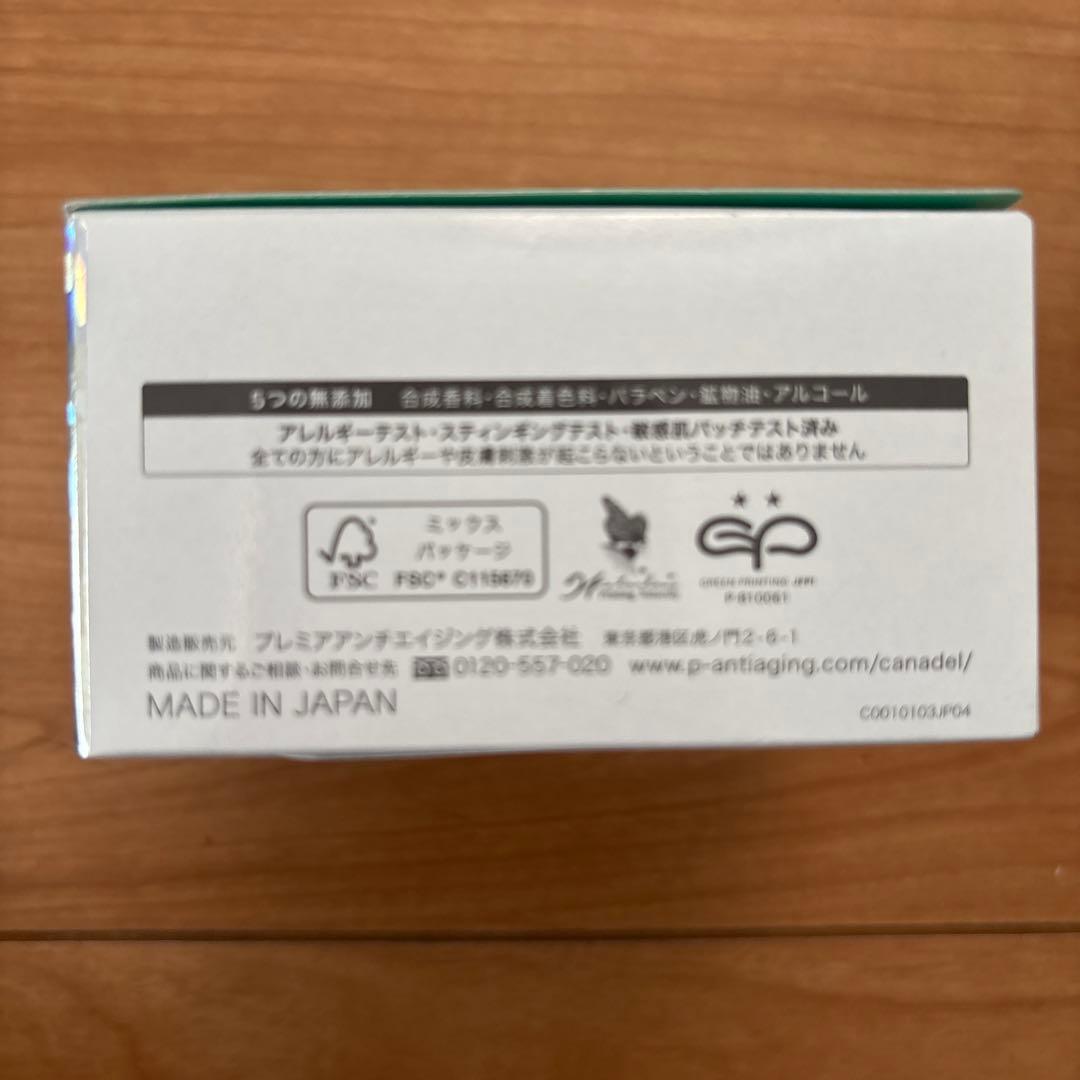 5つの無添加 合成香料・合成着色料・パラベン・鉱物油・アルコール
アレルギーテスト・スティンギングテスト・敏感肌パッチテスト済み
全ての方にアレルギーや皮膚刺激が起こらないということではありません
ミックス
パッケージ
FSC FSC® C115670
GREEN PRINTING JFPI
P-B10061
製造販売元 プレミアアンチエイジング株式会社 東京都港区虎ノ門2-6-1
商品に関するご相談・お問合せ先 0120-557-020 www.p-antiaging.com/canadel/
MADE IN JAPAN
C0010103JP04